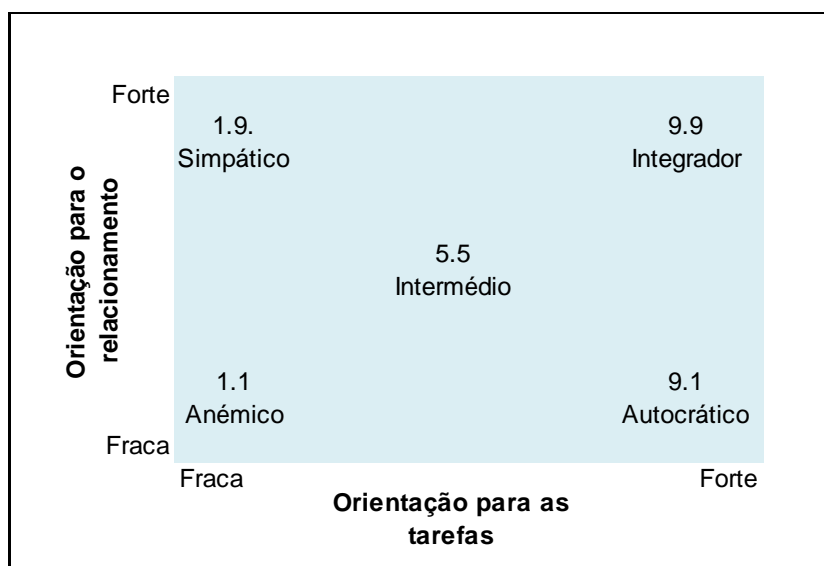 Forte
1.9.
Simpático
9.9
Integrador
Orientação para o
relacionamento
5.5
Intermédio
1.1
Anémico
9.1
Autocrático
Fraca
Fraca
Forte
Orientação para as
tarefas